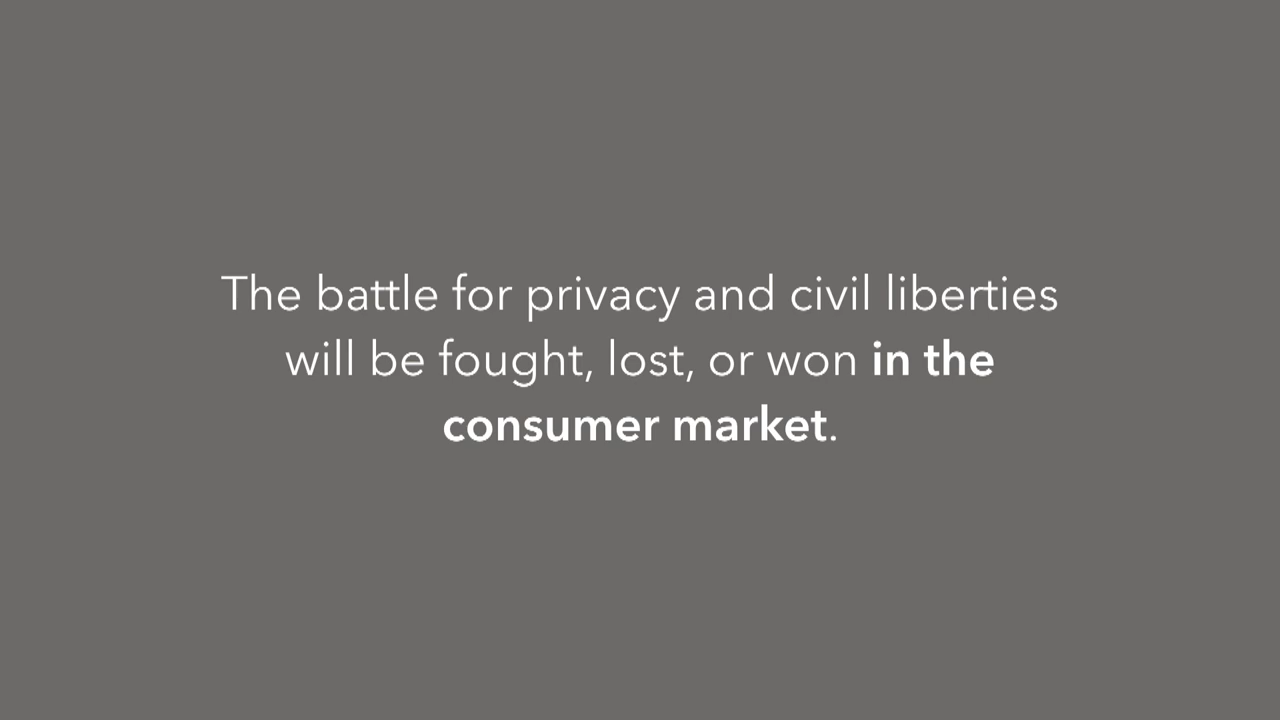 The battle for privacy and civil liberties
will be fought, lost, or won in the
consumer market.